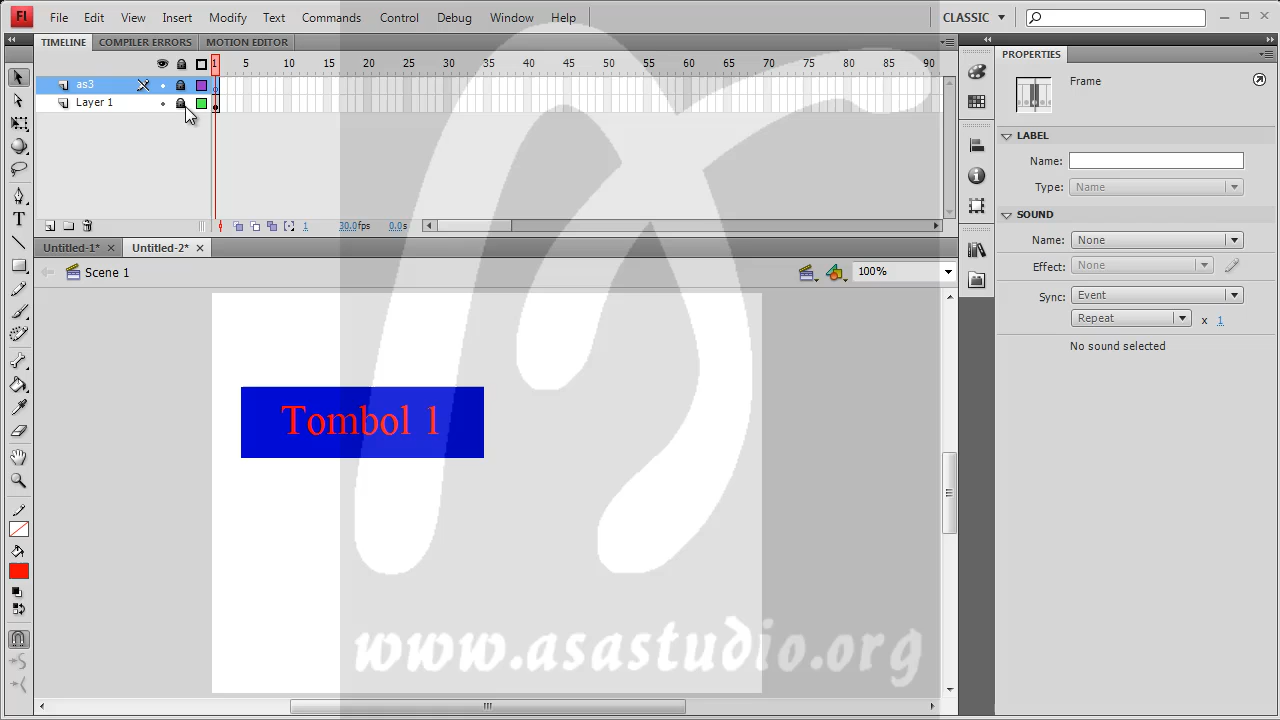 Fl File Edit View Insert Modify Text Commands Control Debug Window Help CLASSIC
TIMELINE COMPILER ERRORS MOTION EDITOR
PROPERTIES
1 5 10 15 20 25 30 35 40 45 50 55 60 65 70 75 80 85 90
as3
Layer 1
Frame
LABEL
Name:
Type: Name
SOUND
1 30.0fps 0.0s
Name: None
Untitled-1* Untitled-2*
Effect: None
Scene 1 100%
Sync: Event
Repeat x 1
No sound selected
T
Tombol 1
www.asastudio.org